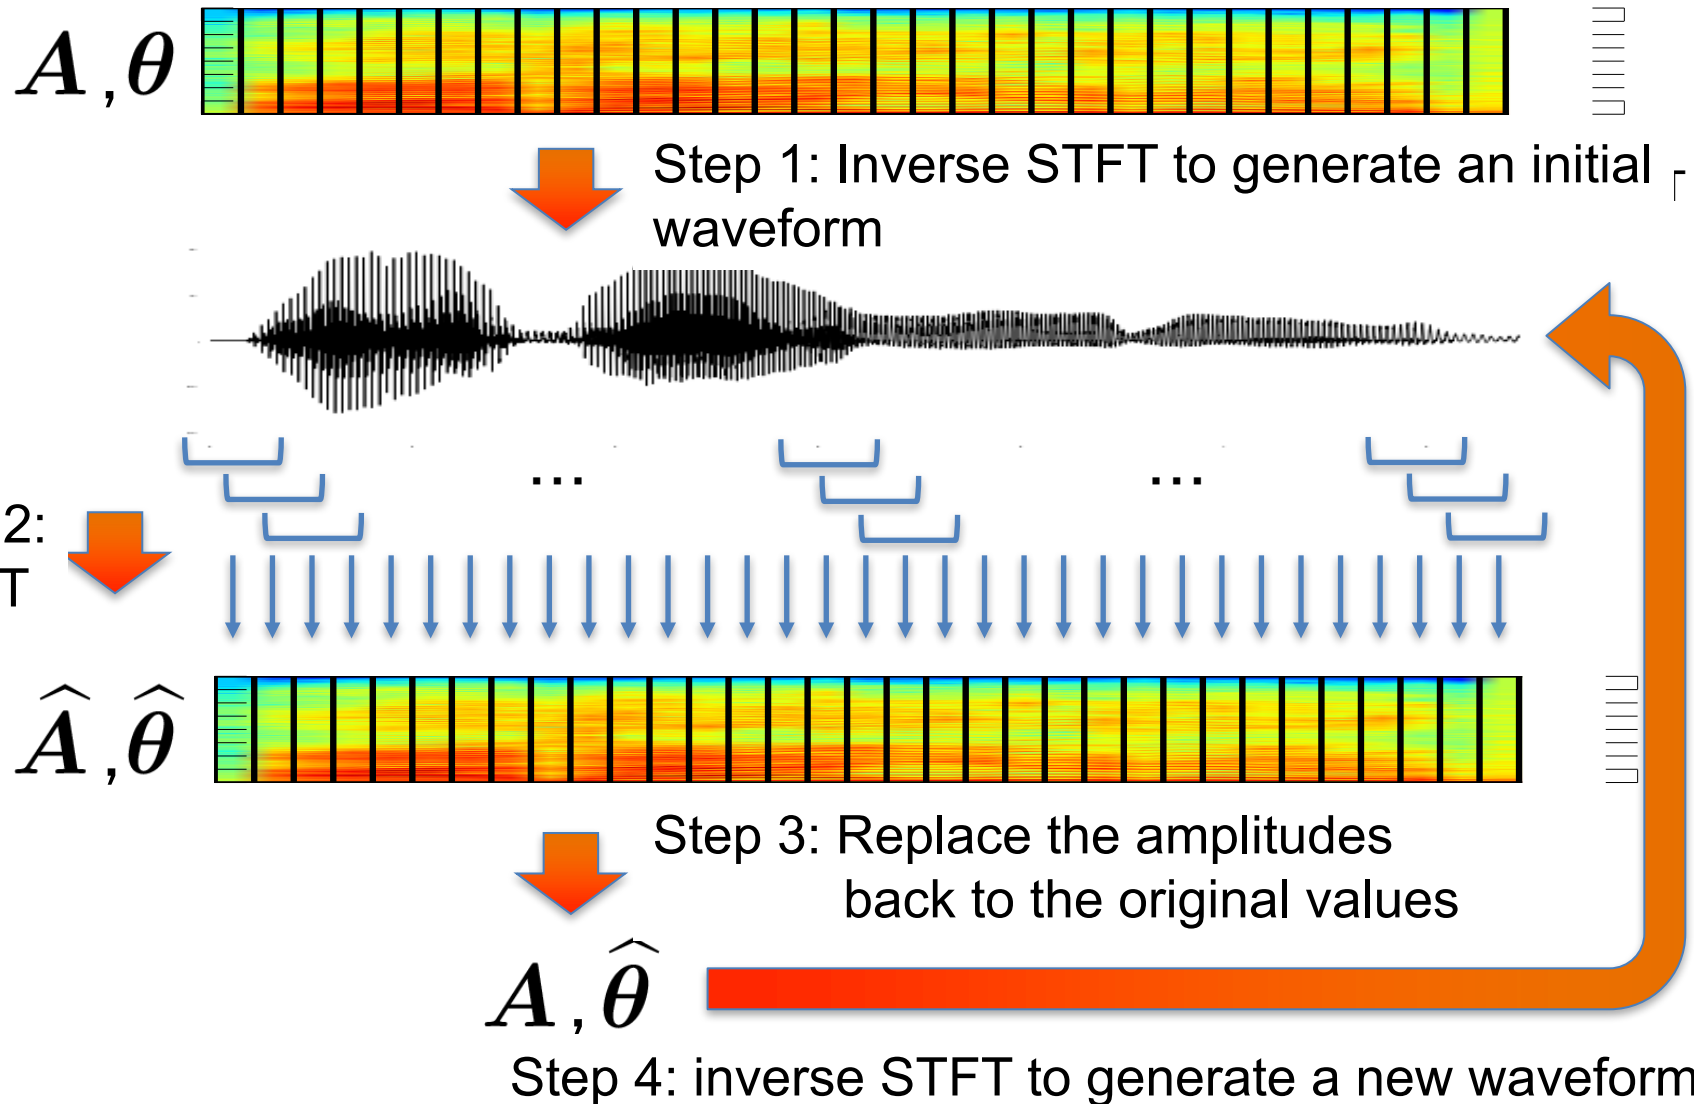 A , θ
Step 1: Inverse STFT to generate an initial
waveform
... ...
2:
T
Â , θ̂
Step 3: Replace the amplitudes
back to the original values
A , θ̂
Step 4: inverse STFT to generate a new waveform